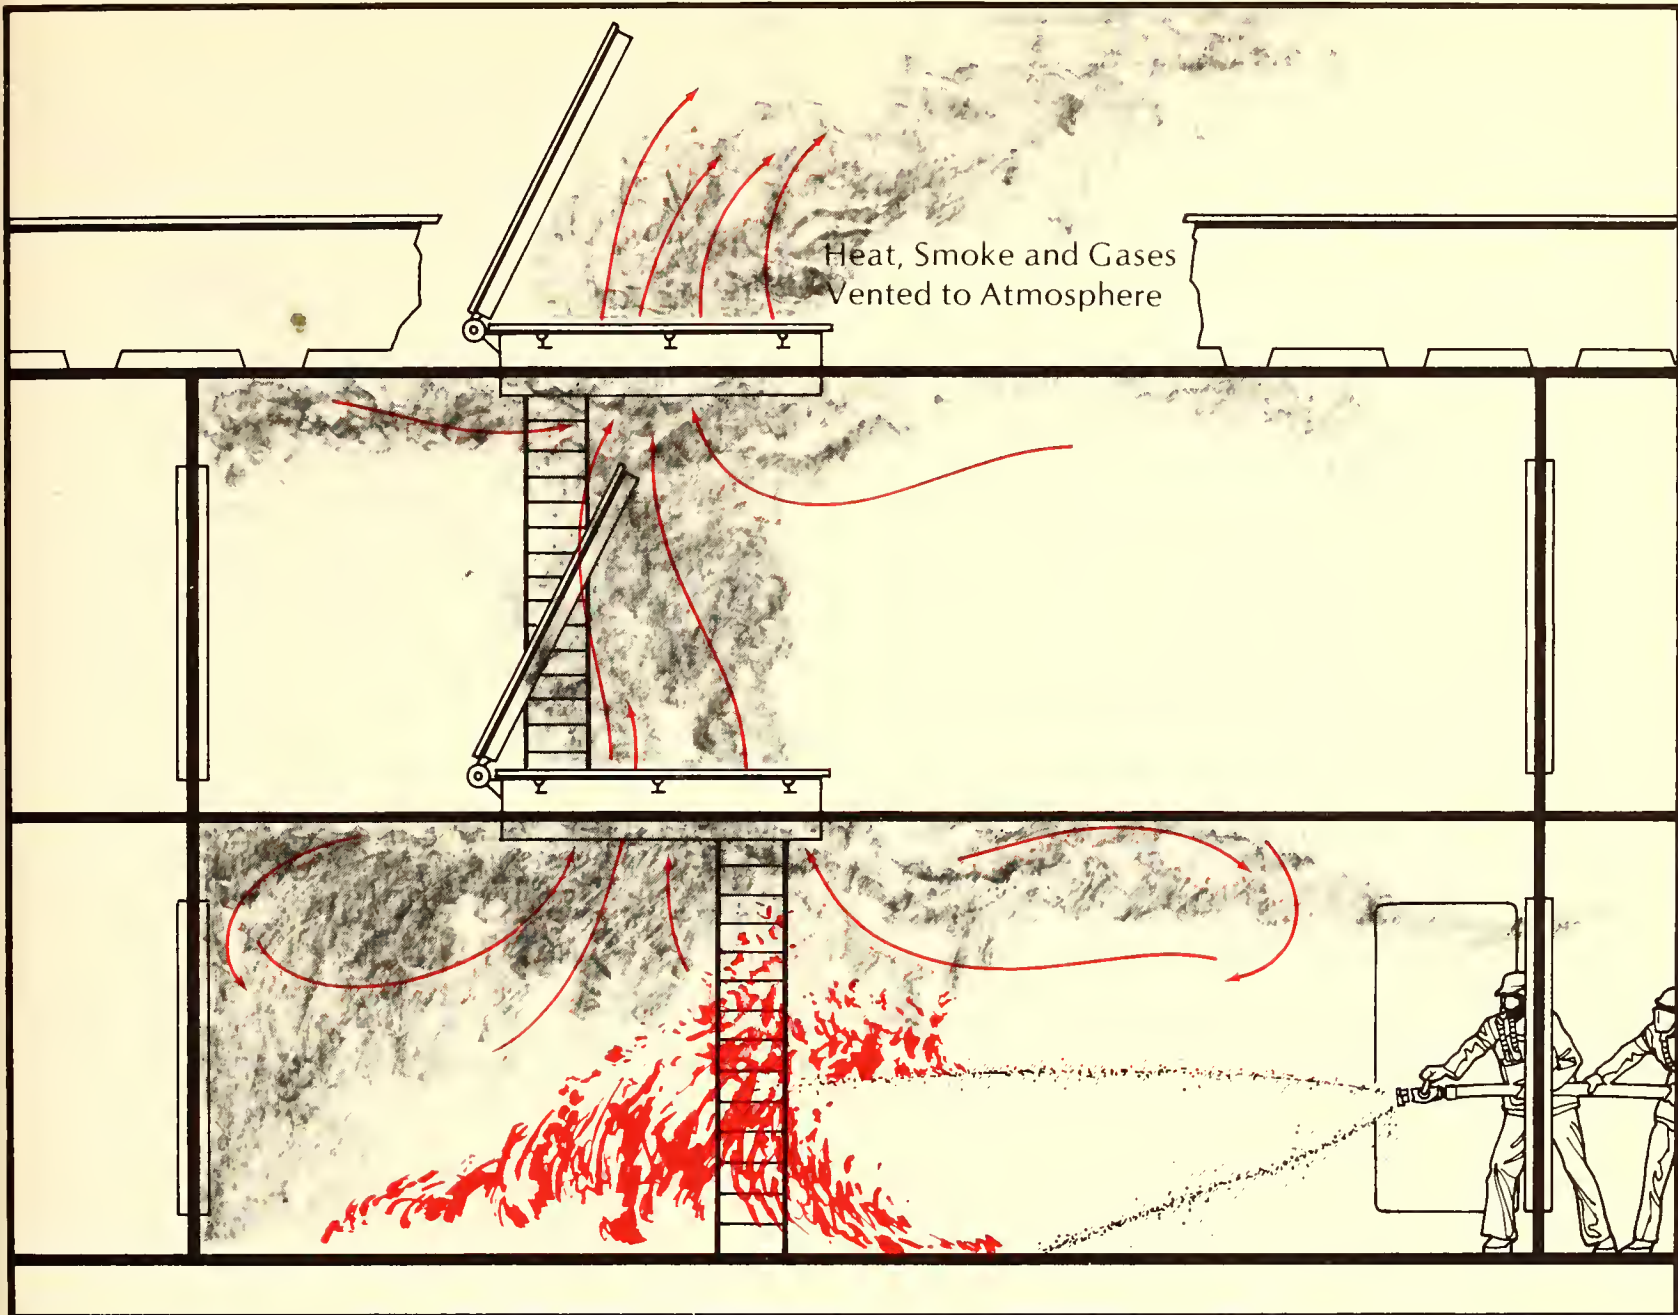 Heat, Smoke and Gases
Vented to Atmosphere